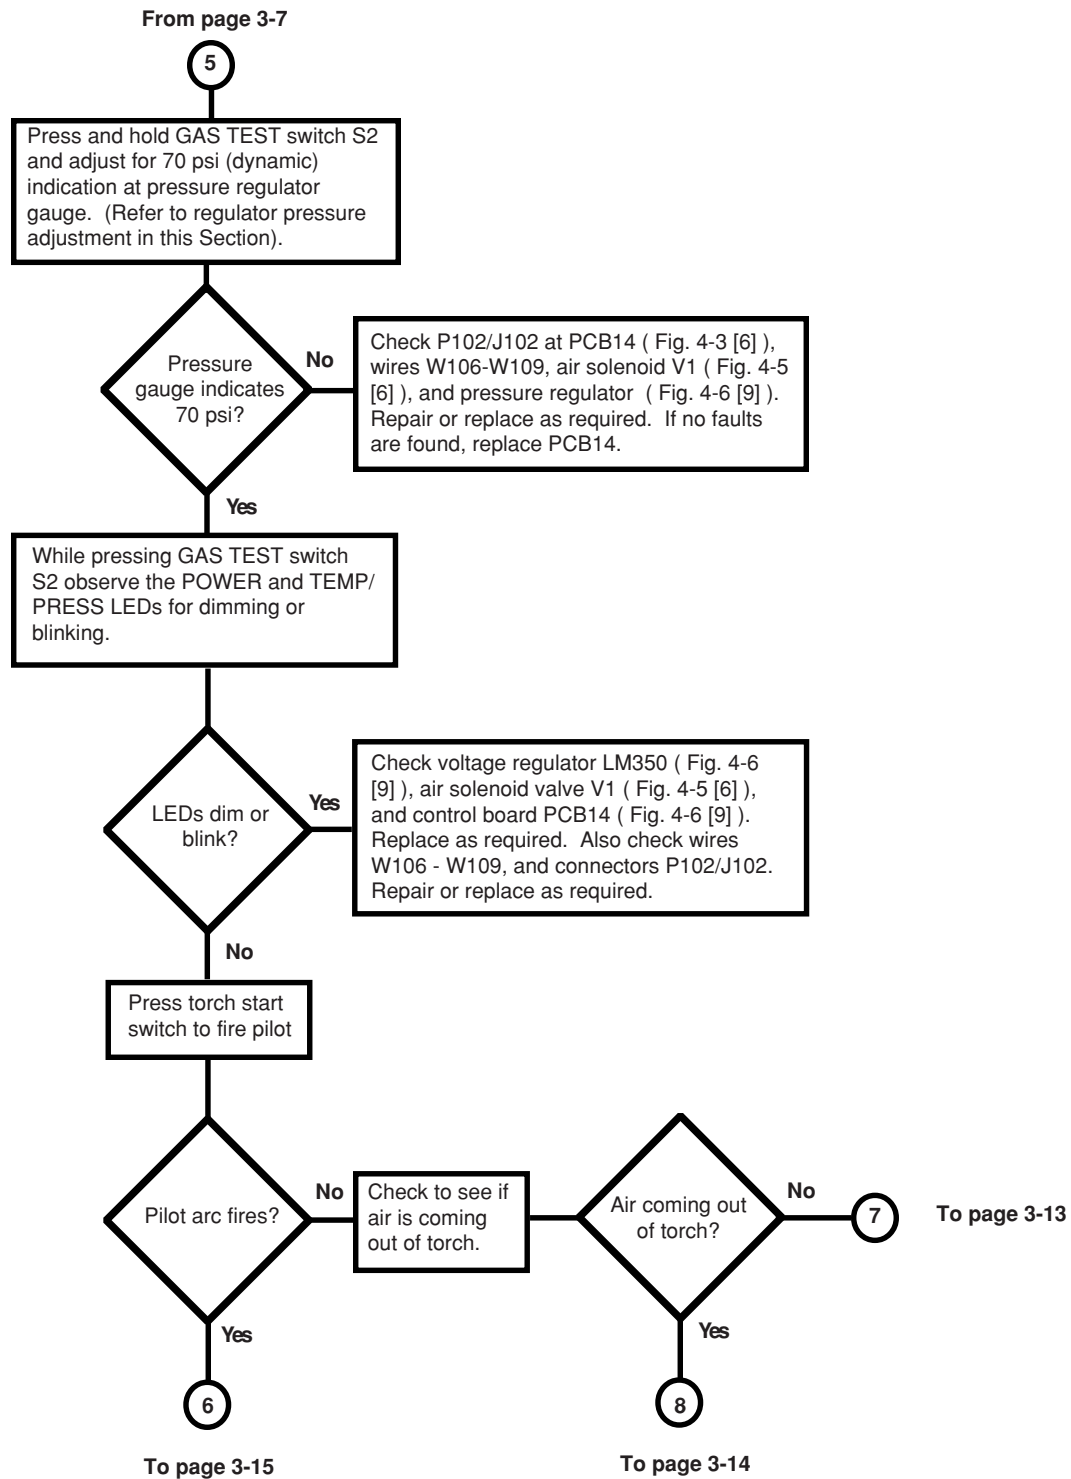 From page 3-7
5
Press and hold GAS TEST switch S2
and adjust for 70 psi (dynamic)
indication at pressure regulator
gauge. (Refer to regulator pressure
adjustment in this Section).
Pressure
gauge indicates
70 psi?
No
Check P102/J102 at PCB14 ( Fig. 4-3 [6] ),
wires W106-W109, air solenoid V1 ( Fig. 4-5
[6] ), and pressure regulator ( Fig. 4-6 [9] ).
Repair or replace as required. If no faults
are found, replace PCB14.
Yes
While pressing GAS TEST switch
S2 observe the POWER and TEMP/
PRESS LEDs for dimming or
blinking.
LEDs dim or
blink?
Yes
Check voltage regulator LM350 ( Fig. 4-6
[9] ), air solenoid valve V1 ( Fig. 4-5 [6] ),
and control board PCB14 ( Fig. 4-6 [9] ).
Replace as required. Also check wires
W106 - W109, and connectors P102/J102.
Repair or replace as required.
No
Press torch start
switch to fire pilot
Pilot arc fires?
No
Check to see if
air is coming
out of torch.
Air coming out
of torch?
No
7
To page 3-13
Yes
6
To page 3-15
Yes
8
To page 3-14